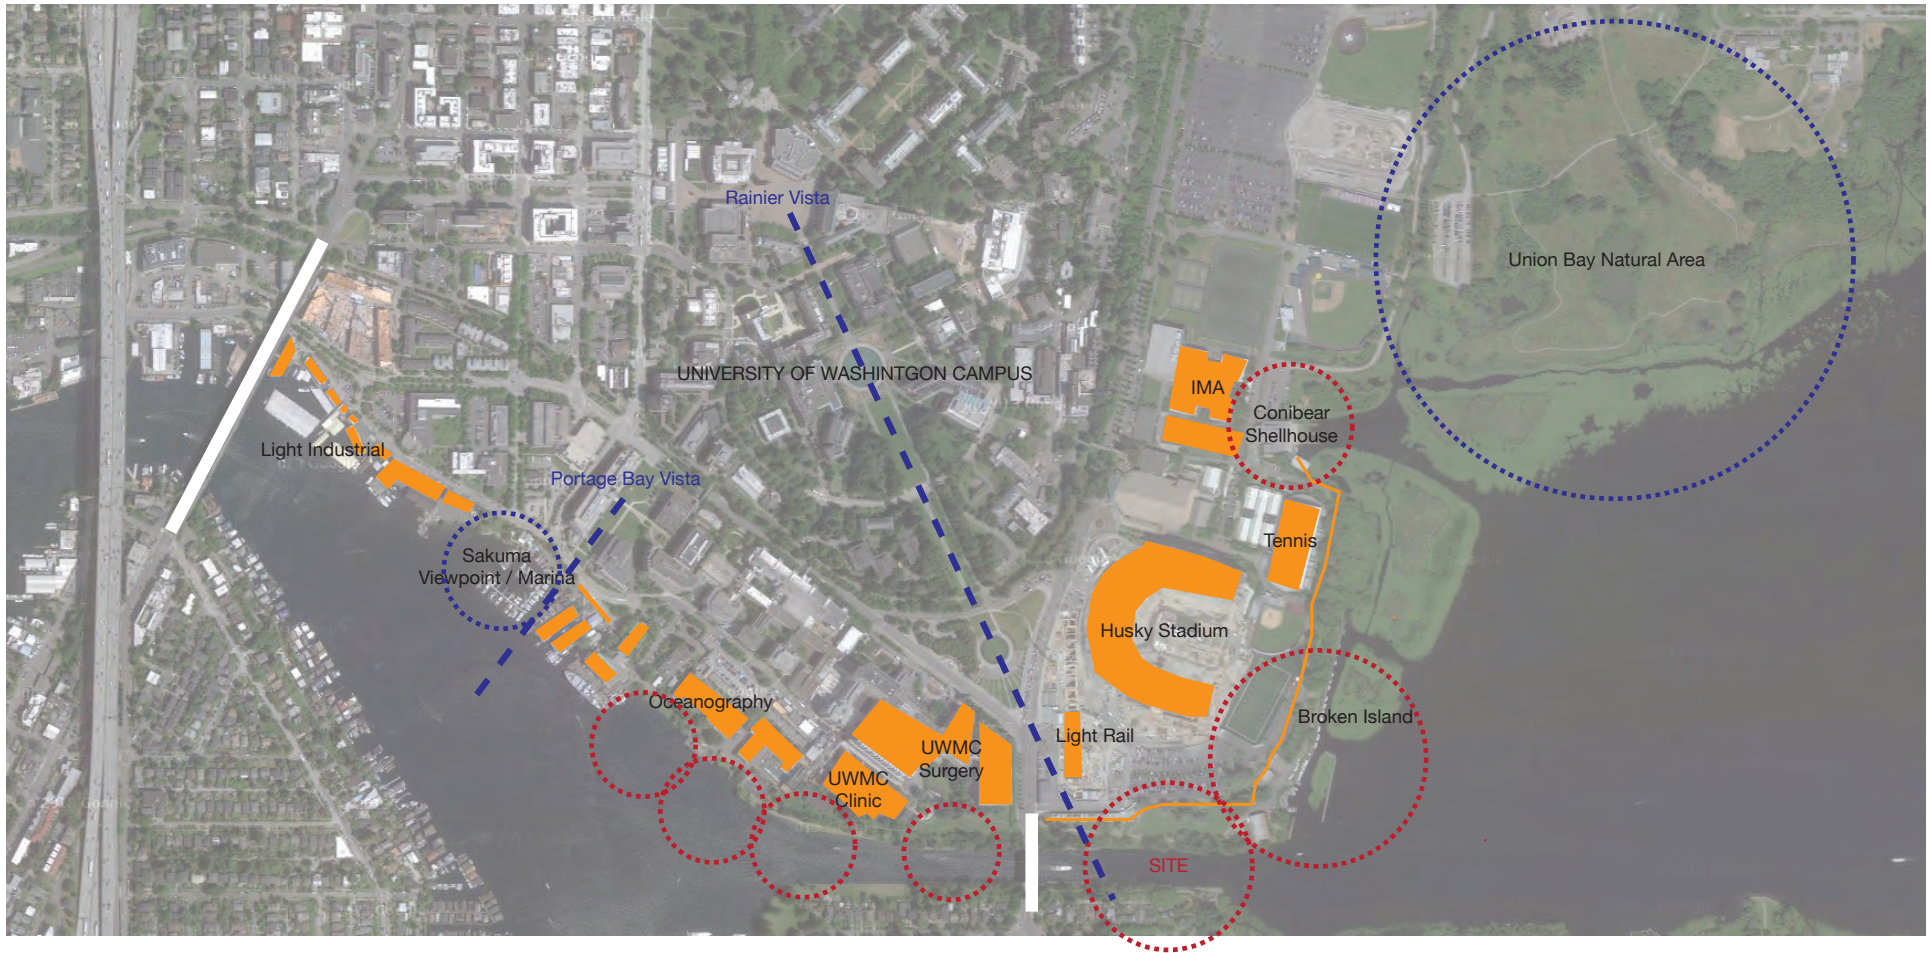 Rainier Vista
Union Bay Natural Area
UNIVERSITY OF WASHINTGON CAMPUS
IMA
Conibear
Shellhouse
Light Industrial
Portage Bay Vista
Sakuma
Viewpoint / Marina
Tennis
Husky Stadium
Oceanography
Broken Island
Light Rail
UWMC
Surgery
UWMC
Clinic
SITE